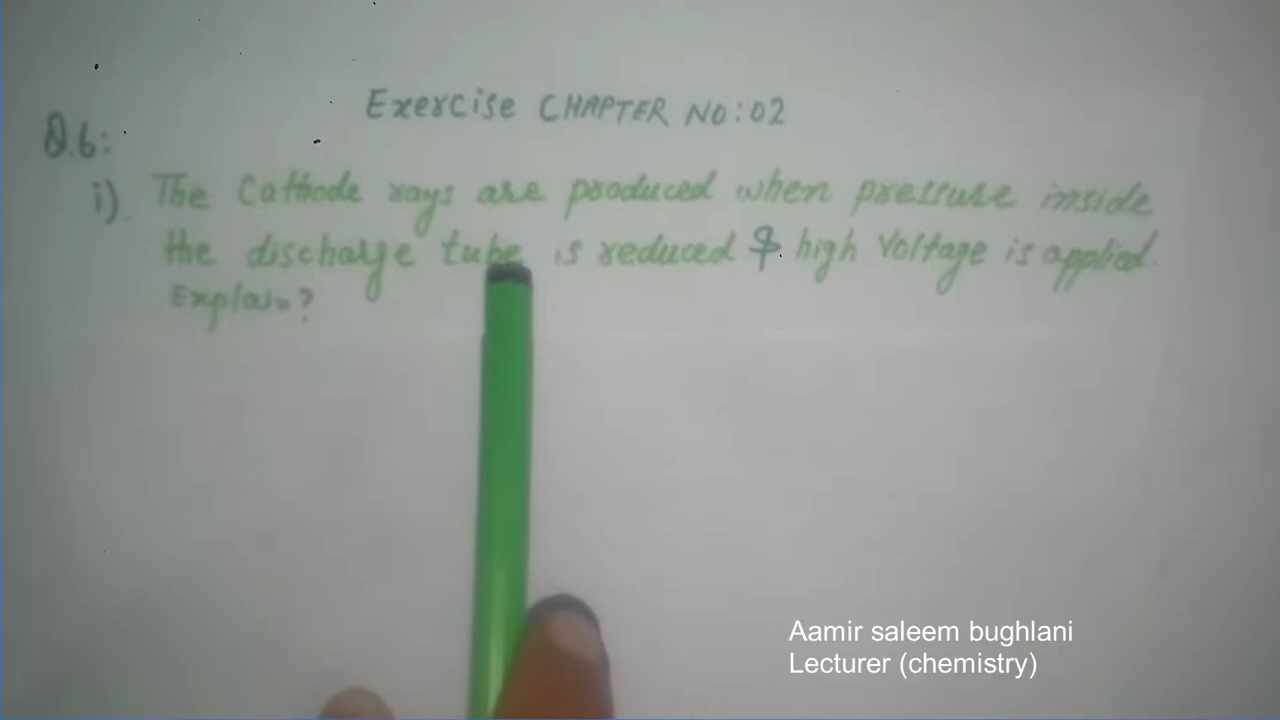 Exercise CHAPTER NO:02
Q.6:
i) The Cathode rays are produced when pressure inside
the discharge tube is reduced & high Voltage is applied.
Explain?
Aamir saleem bughlani
Lecturer (chemistry)